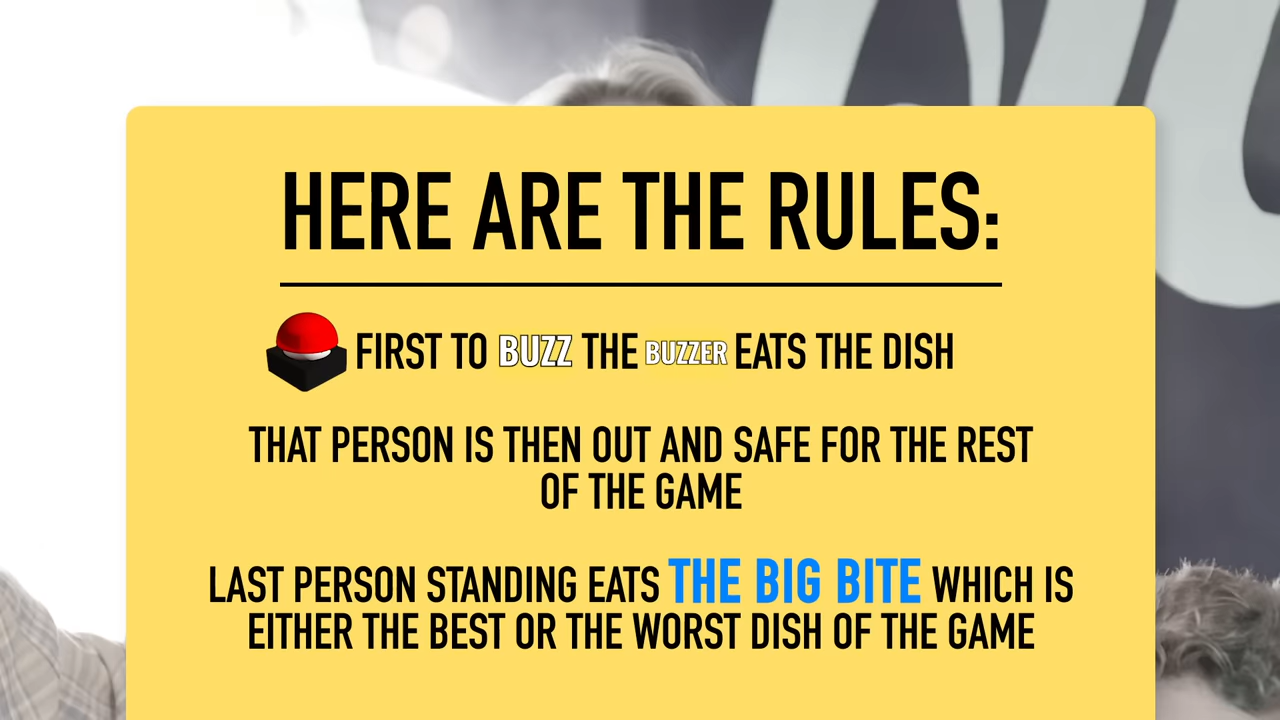 HERE ARE THE RULES:
FIRST TO BUZZ THE BUZZER EATS THE DISH
THAT PERSON IS THEN OUT AND SAFE FOR THE REST
OF THE GAME
LAST PERSON STANDING EATS THE BIG BITE WHICH IS
EITHER THE BEST OR THE WORST DISH OF THE GAME